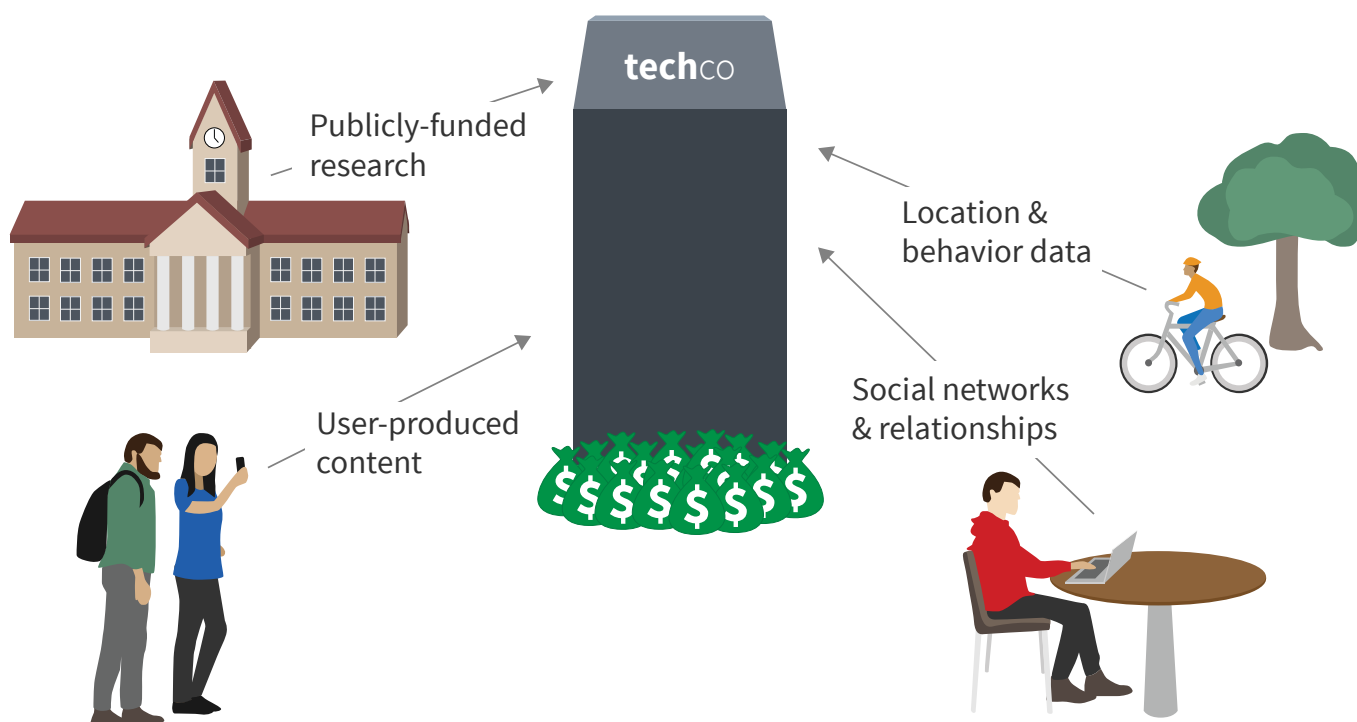 techco
Publicly-funded
research
Location &
behavior data
Social networks
& relationships
User-produced
content
$ $ $ $ $ $ $ $ $